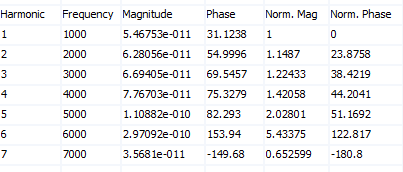 Harmonic Frequency Magnitude Phase Norm. Mag Norm. Phase
1 1000 5.46753e-011 31.1238 1 0
2 2000 6.28056e-011 54.9996 1.1487 23.8758
3 3000 6.69405e-011 69.5457 1.22433 38.4219
4 4000 7.76703e-011 75.3279 1.42058 44.2041
5 5000 1.10882e-010 82.293 2.02801 51.1692
6 6000 2.97092e-010 153.94 5.43375 122.817
7 7000 3.5681e-011 -149.68 0.652599 -180.8